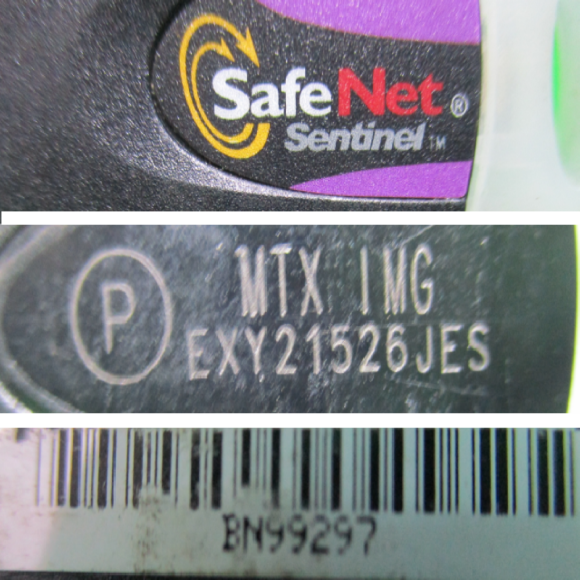 SafeNet®
Sentinel™
P
MTX IMG
EXY21526JES
BN99297